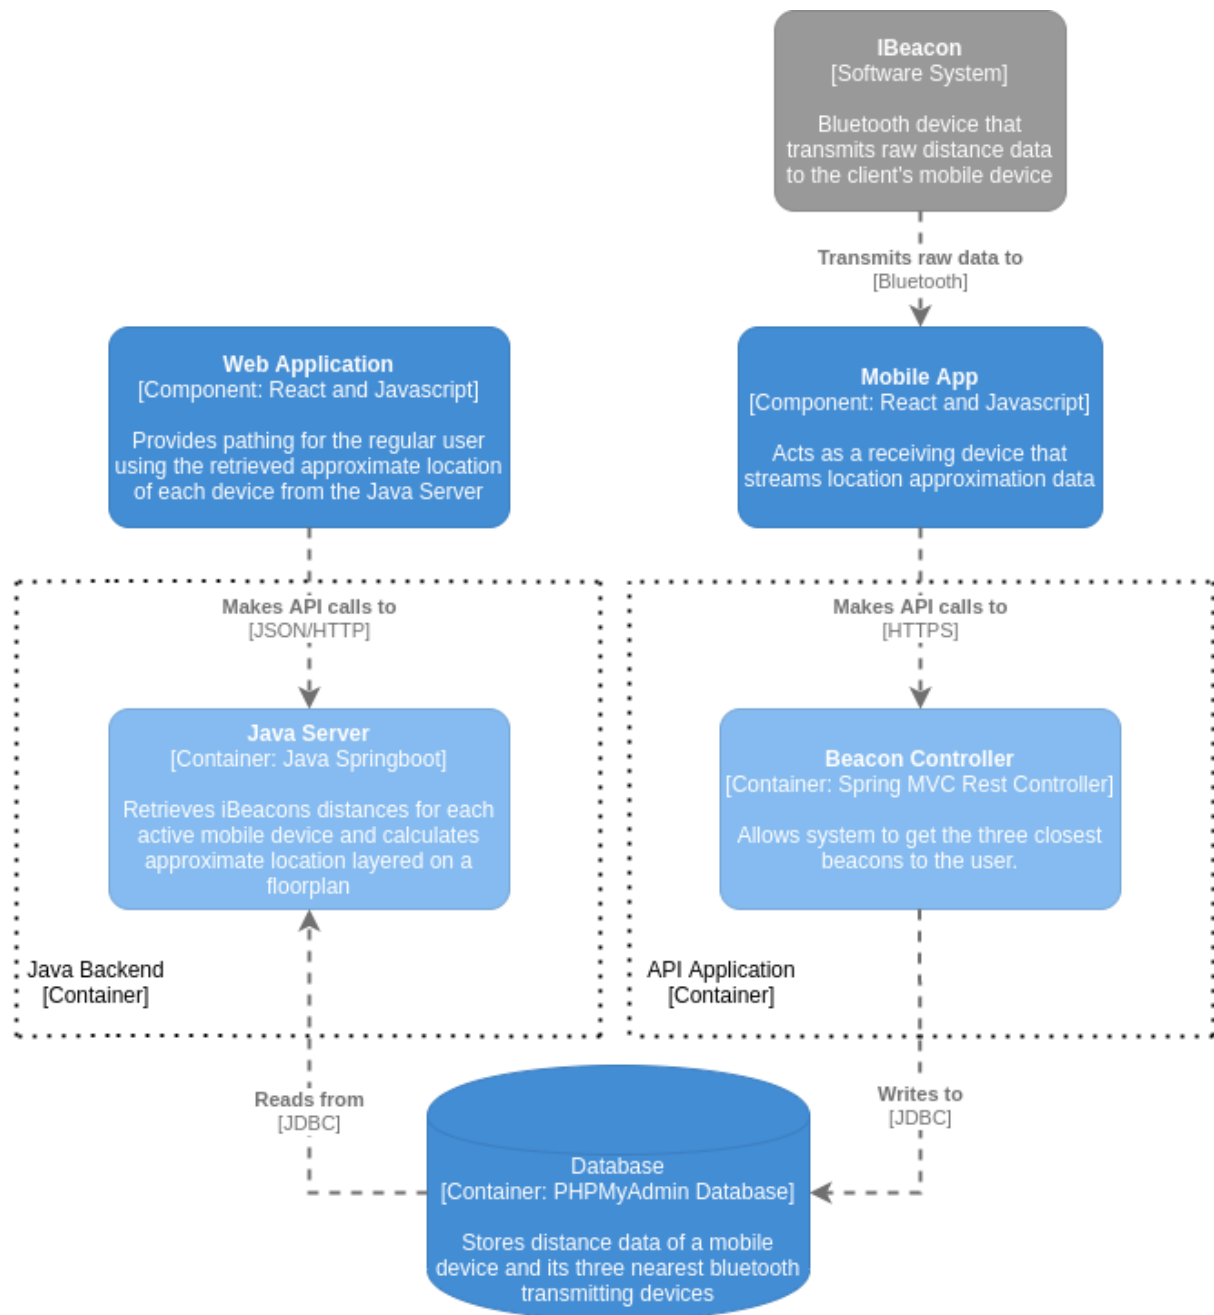 IBeacon
[Software System]
Bluetooth device that
transmits raw distance data
to the client's mobile device
Transmits raw data to
[Bluetooth]
Web Application
[Component: React and Javascript]
Provides pathing for the regular user
using the retrieved approximate location
of each device from the Java Server
Mobile App
[Component: React and Javascript]
Acts as a receiving device that
streams location approximation data
Makes API calls to
[JSON/HTTP]
Makes API calls to
[HTTPS]
Java Server
[Container: Java Springboot]
Retrieves iBeacons distances for each
active mobile device and calculates
approximate location layered on a
floorplan
Beacon Controller
[Container: Spring MVC Rest Controller]
Allows system to get the three closest
beacons to the user.
Java Backend
[Container]
API Application
[Container]
Reads from
[JDBC]
Writes to
[JDBC]
Database
[Container: PHPMyAdmin Database]
Stores distance data of a mobile
device and its three nearest bluetooth
transmitting devices